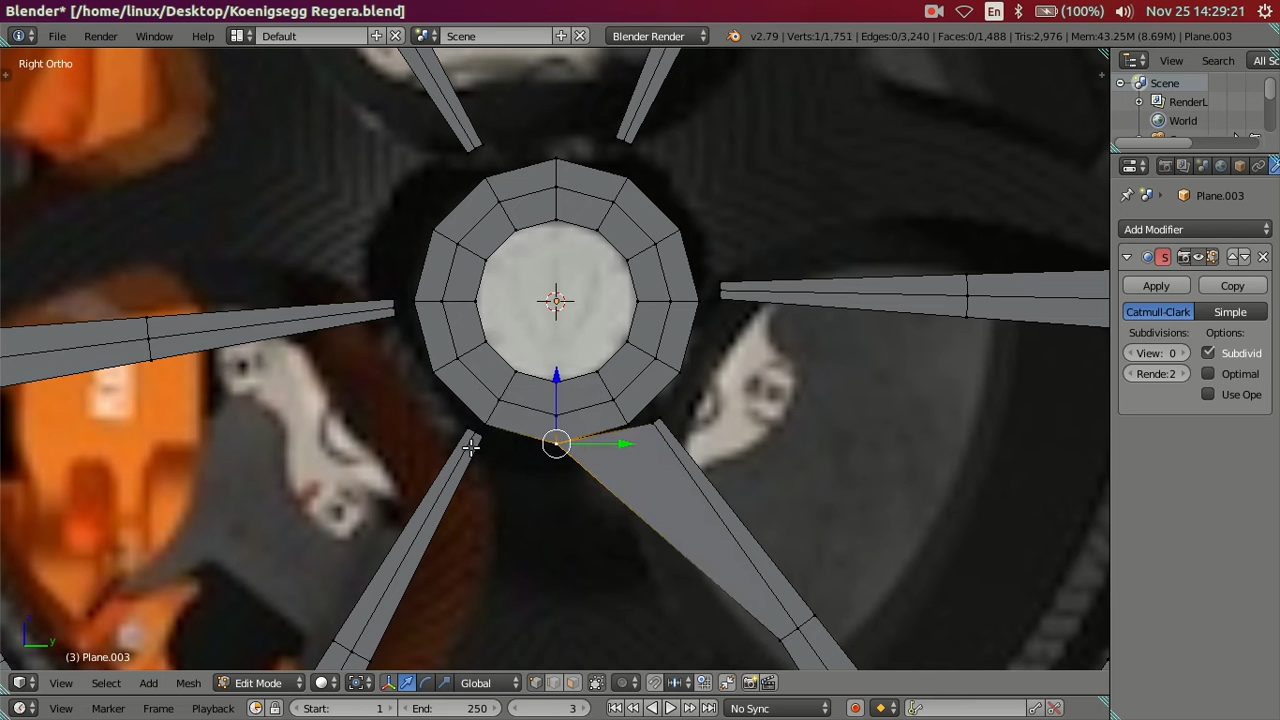 Blender* [/home/linux/Desktop/Koenigsegg Regera.blend]
En
(100%)
Nov 25 14:29:21
File
Render
Window
Help
Default
Scene
Blender Render
v2.79 | Verts:1/1,751 | Edges:0/3,240 | Faces:0/1,488 | Tris:2,976 | Mem:43.25M (8.69M) | Plane.003
Right Ortho
View
Search
All Sc
Scene
RenderL
World
Plane.003
Add Modifier
S
Apply
Copy
Catmull-Clark
Simple
Subdivisions:
Options:
View: 0
Subdivid
Rende:2
Optimal
Use Ope
z
y
(3) Plane.003
View
Select
Add
Mesh
Edit Mode
Global
View
Marker
Frame
Playback
Start: 1
End: 250
3
No Sync